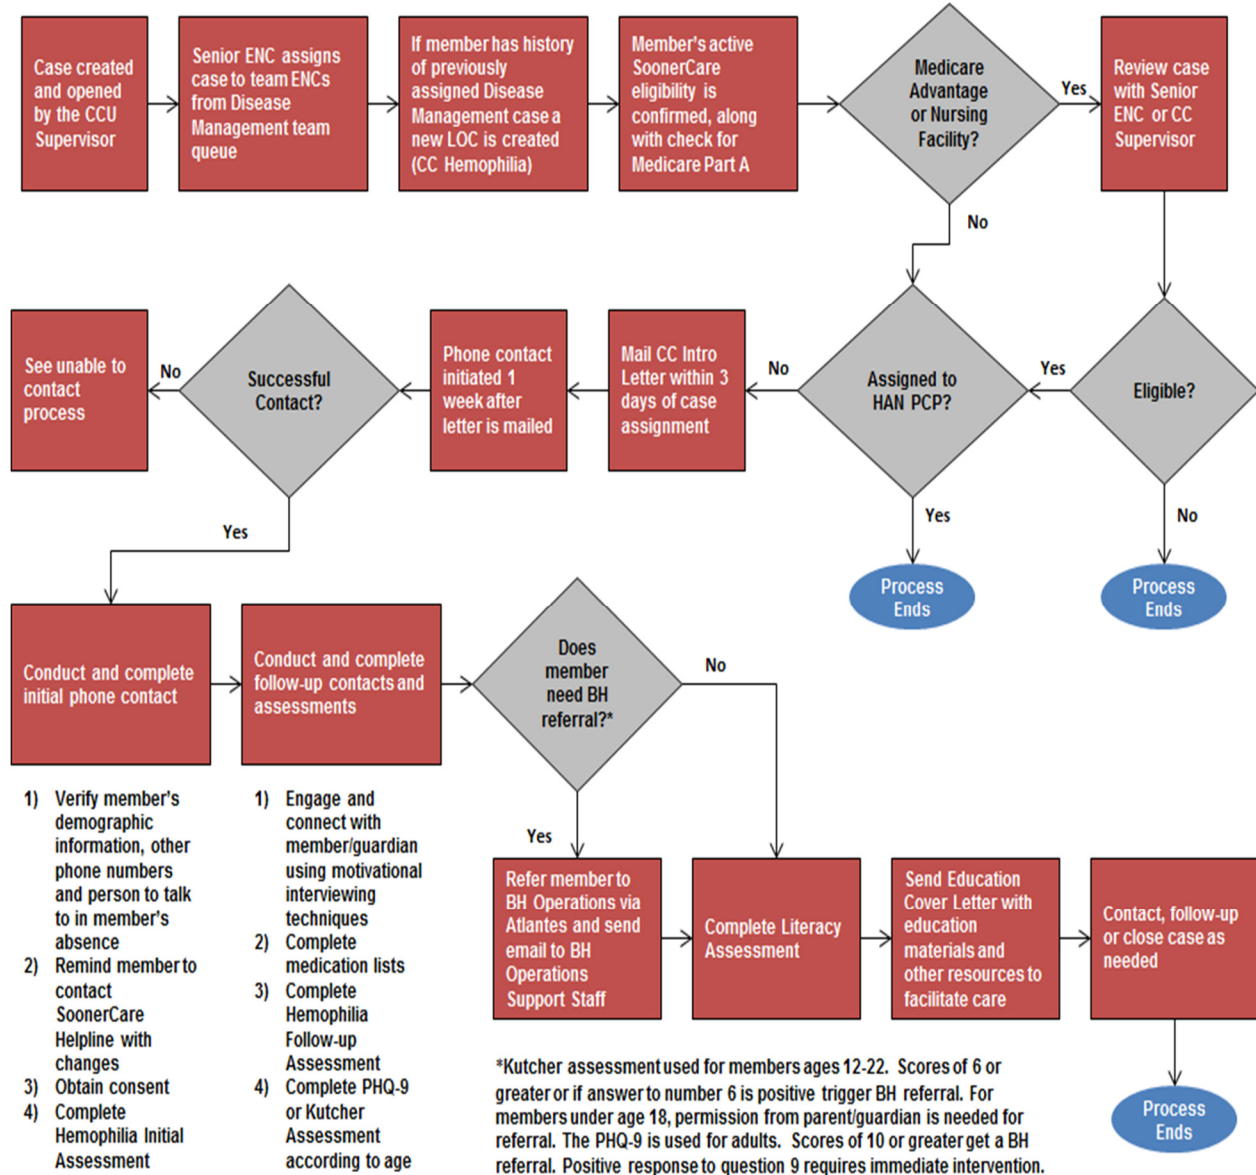 Case created
and opened
by the CCU
Supervisor
Senior ENC assigns
case to team ENCs
from Disease
Management team
queue
If member has history
of previously
assigned Disease
Management case a
new LOC is created
(CC Hemophilia)
Member's active
SoonerCare
eligibility is
confirmed, along
with check for
Medicare Part A
Medicare
Advantage
or Nursing
Facility?
Yes
Review case
with Senior
ENC or CC
Supervisor
No
See unable to
contact
process
No
Successful
Contact?
Phone contact
initiated 1
week after
letter is mailed
Mail CC Intro
Letter within 3
days of case
assignment
No
Assigned to
HAN PCP?
Yes
Eligible?
Yes
Yes
No
Process
Ends
Process
Ends
Conduct and complete
initial phone contact
Conduct and complete
follow-up contacts and
assessments
Does
member
need BH
referral?*
No
1) Verify member's
demographic
information, other
phone numbers
and person to talk
to in member's
absence
2) Remind member to
contact
SoonerCare
Helpline with
changes
3) Obtain consent
4) Complete
Hemophilia Initial
Assessment
1) Engage and
connect with
member/guardian
using motivational
interviewing
techniques
2) Complete
medication lists
3) Complete
Hemophilia
Follow-up
Assessment
4) Complete PHQ-9
or Kutcher
Assessment
according to age
Yes
Refer member to
BH Operations via
Atlantes and send
email to BH
Operations
Support Staff
Complete Literacy
Assessment
Send Education
Cover Letter with
education
materials and
other resources to
facilitate care
Contact, follow-up
or close case as
needed
*Kutcher assessment used for members ages 12-22. Scores of 6 or
greater or if answer to number 6 is positive trigger BH referral. For
members under age 18, permission from parent/guardian is needed for
referral. The PHQ-9 is used for adults. Scores of 10 or greater get a BH
referral. Positive response to question 9 requires immediate intervention.
Process
Ends